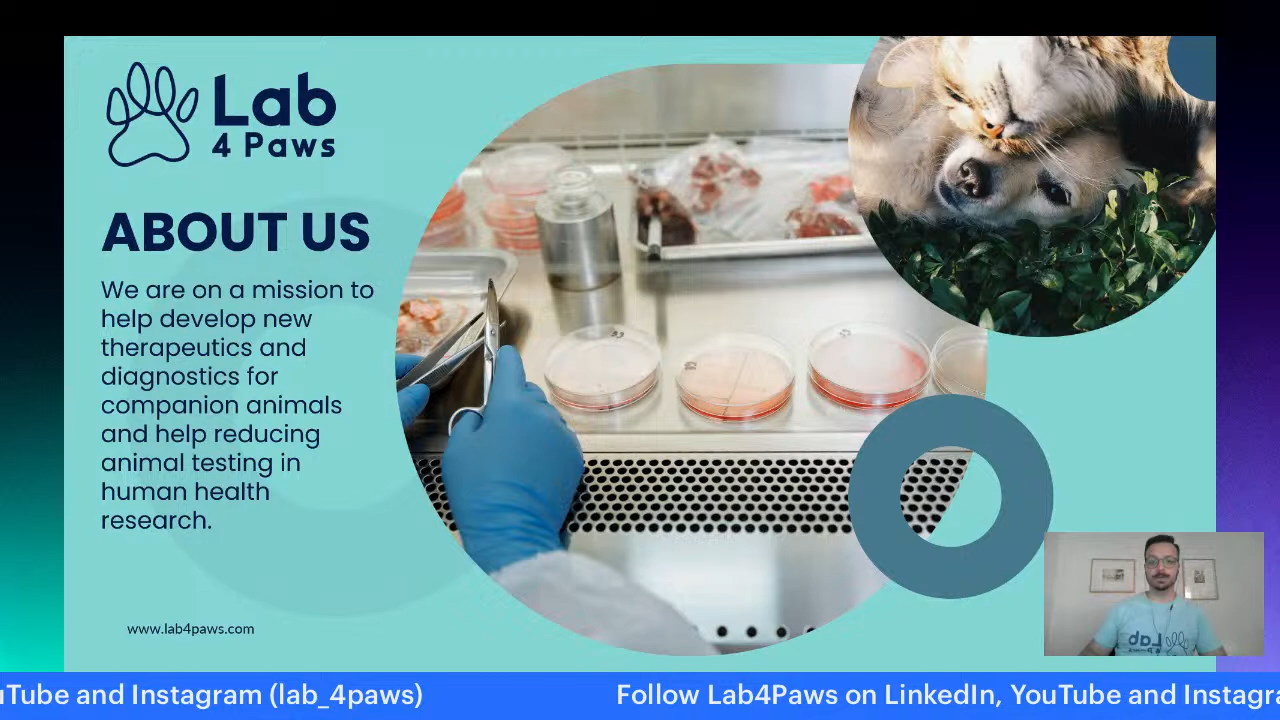 Lab
4 Paws
ABOUT US
We are on a mission to
help develop new
therapeutics and
diagnostics for
companion animals
and help reducing
animal testing in
human health
research.
www.lab4paws.com
Lab
uTube and Instagram (lab_4paws)
Follow Lab4Paws on LinkedIn, YouTube and Instagra